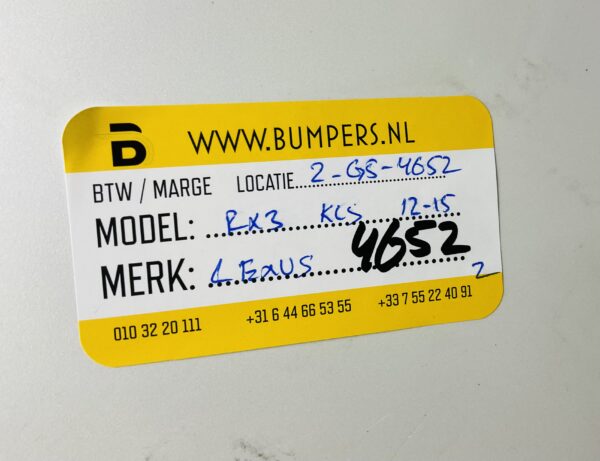 B WWW.BUMPERS.NL
BTW / MARGE LOCATIE 2-GS-4652
MODEL: RX3 KLS 12-15
MERK: LEXUS 4652
2
010 32 20 111 +31 6 44 66 53 55 +33 7 55 22 40 91